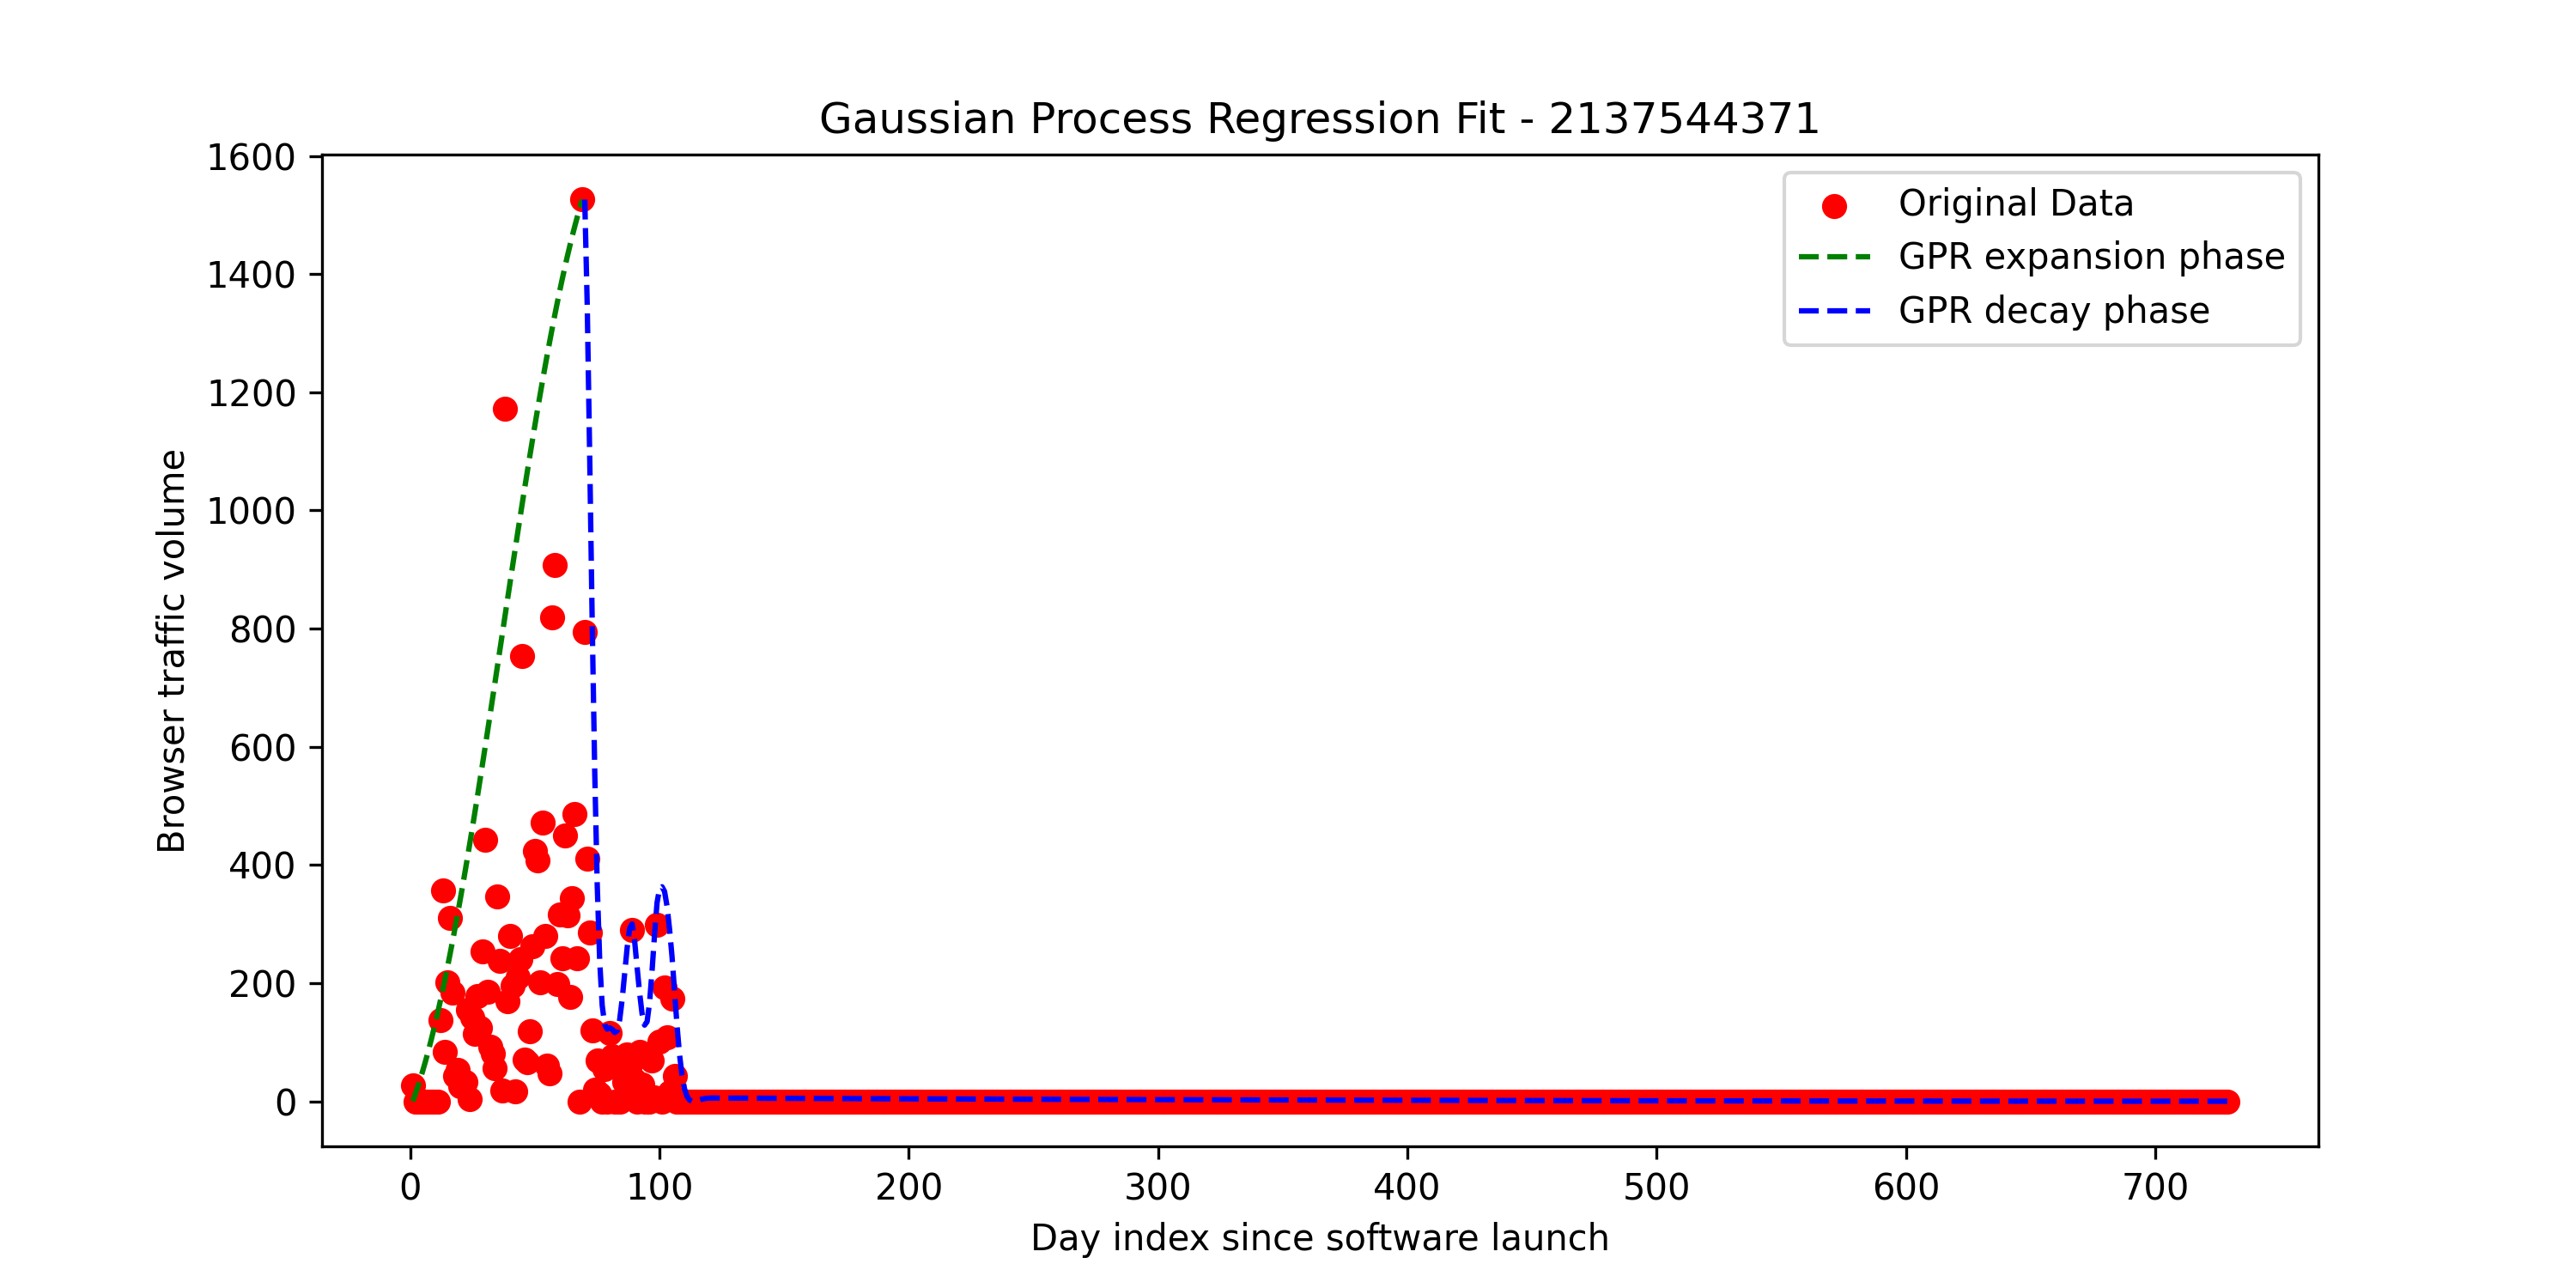 Gaussian Process Regression Fit - 2137544371
1600
1400
1200
1000
800
600
400
200
0
Browser traffic volume
Original Data
GPR expansion phase
GPR decay phase
0 100 200 300 400 500 600 700
Day index since software launch